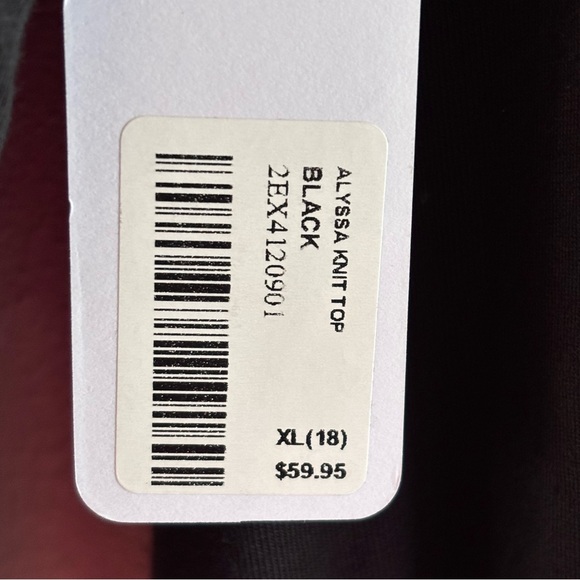 ALYSSA KNIT TOP
BLACK
2EX4120901
XL(18)
$59.95